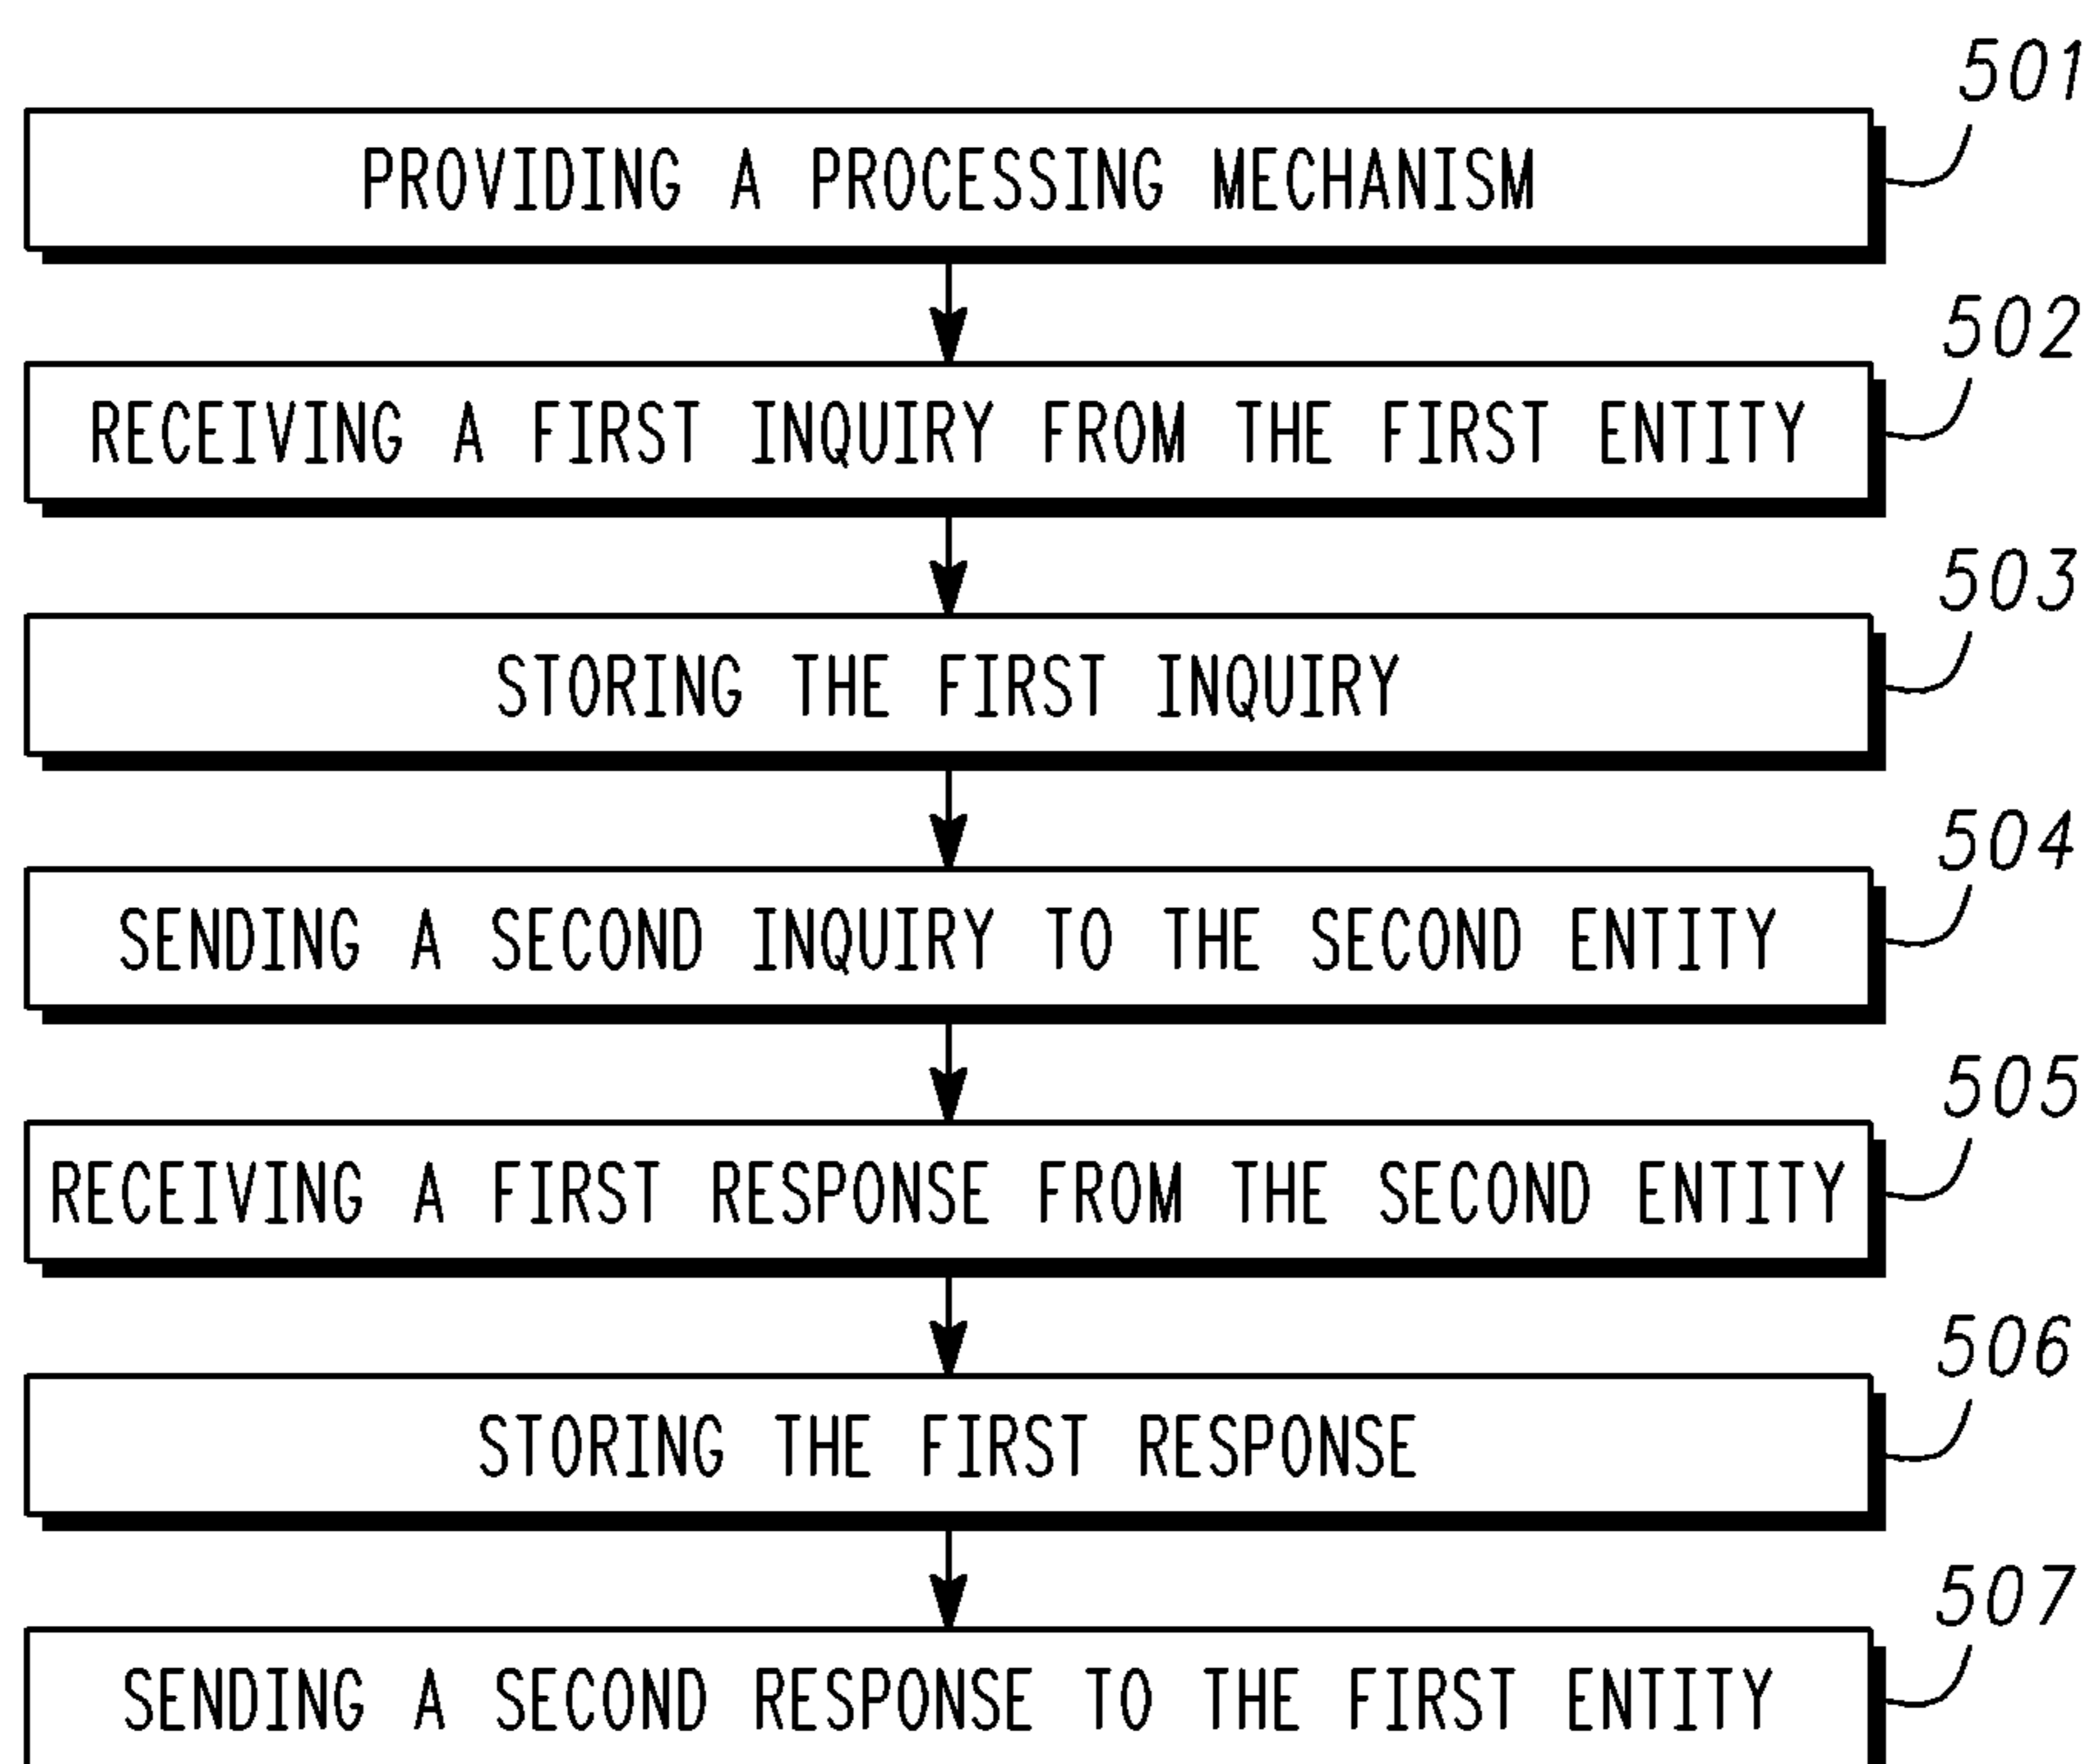 501
PROVIDING A PROCESSING MECHANISM
502
RECEIVING A FIRST INQUIRY FROM THE FIRST ENTITY
503
STORING THE FIRST INQUIRY
504
SENDING A SECOND INQUIRY TO THE SECOND ENTITY
505
RECEIVING A FIRST RESPONSE FROM THE SECOND ENTITY
506
STORING THE FIRST RESPONSE
507
SENDING A SECOND RESPONSE TO THE FIRST ENTITY